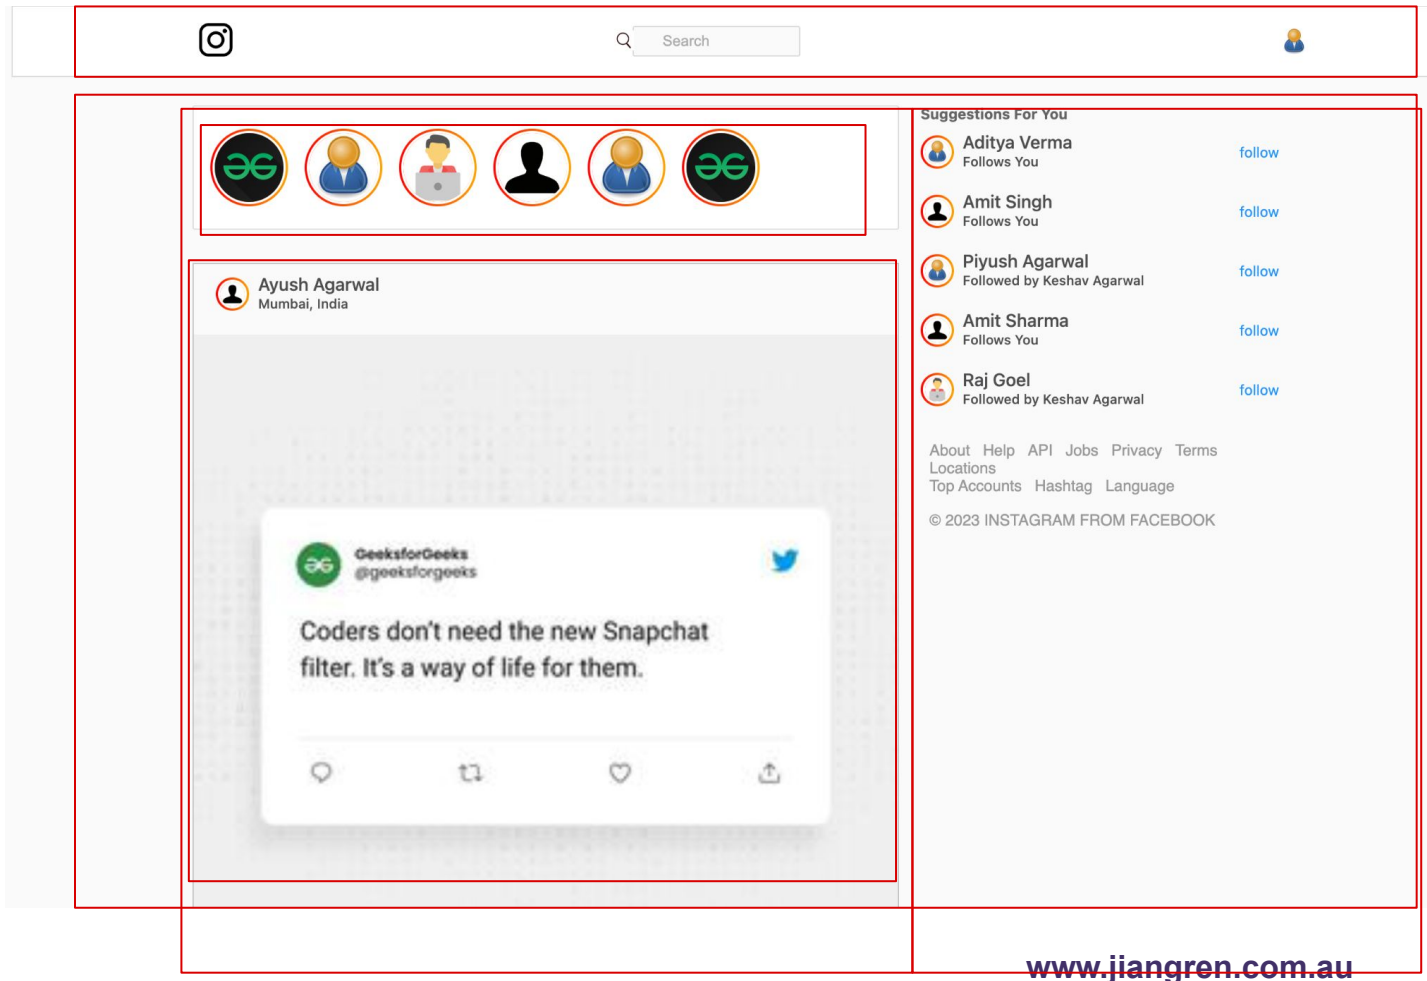 Search
Suggestions For You
Aditya Verma
Follows You
follow
Amit Singh
Follows You
follow
Piyush Agarwal
Followed by Keshav Agarwal
follow
Amit Sharma
Follows You
follow
Raj Goel
Followed by Keshav Agarwal
follow
About Help API Jobs Privacy Terms
Locations
Top Accounts Hashtag Language
© 2023 INSTAGRAM FROM FACEBOOK
Ayush Agarwal
Mumbai, India
GeeksforGeeks
@geeksforgeeks
Coders don't need the new Snapchat
filter. It's a way of life for them.
www.jiangren.com.au